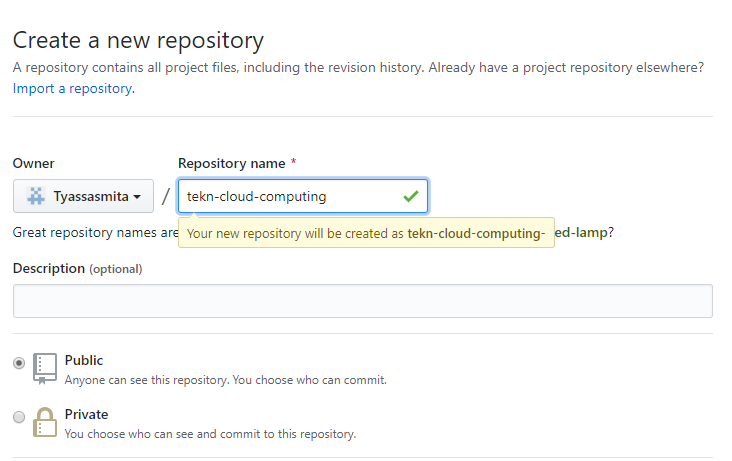 Create a new repository
A repository contains all project files, including the revision history. Already have a project repository elsewhere?
Import a repository.
Owner
Repository name *
Tyassasmita / tekn-cloud-computing
Great repository names are ed-lamp?
Your new repository will be created as tekn-cloud-computing-
Description (optional)
Public
Anyone can see this repository. You choose who can commit.
Private
You choose who can see and commit to this repository.